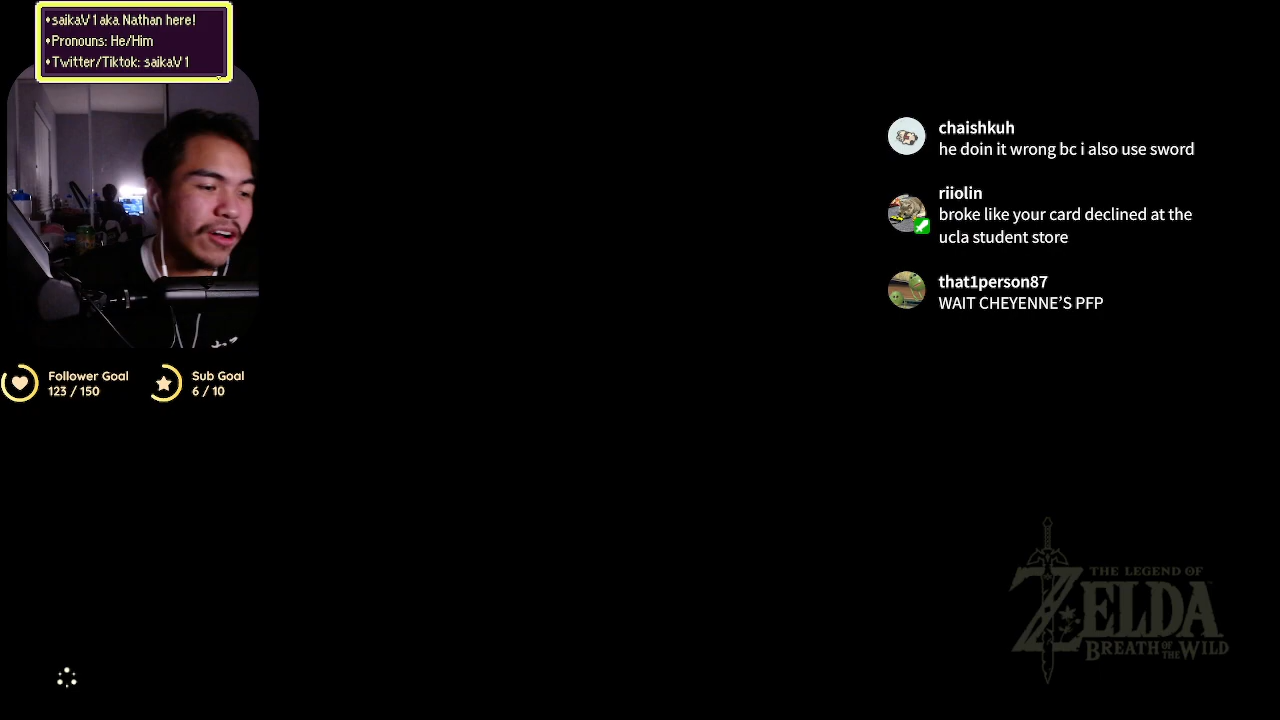 •saikaV1 aka Nathan here!
•Pronouns: He/Him
•Twitter/Tiktok: saikaV1
chaishkuh
he doin it wrong bc i also use sword
riiolin
broke like your card declined at the
ucla student store
that1person87
WAIT CHEYENNE’S PFP
Follower Goal
123 / 150
Sub Goal
6 / 10
THE LEGEND OF
ZELDA
BREATH OF THE WILD